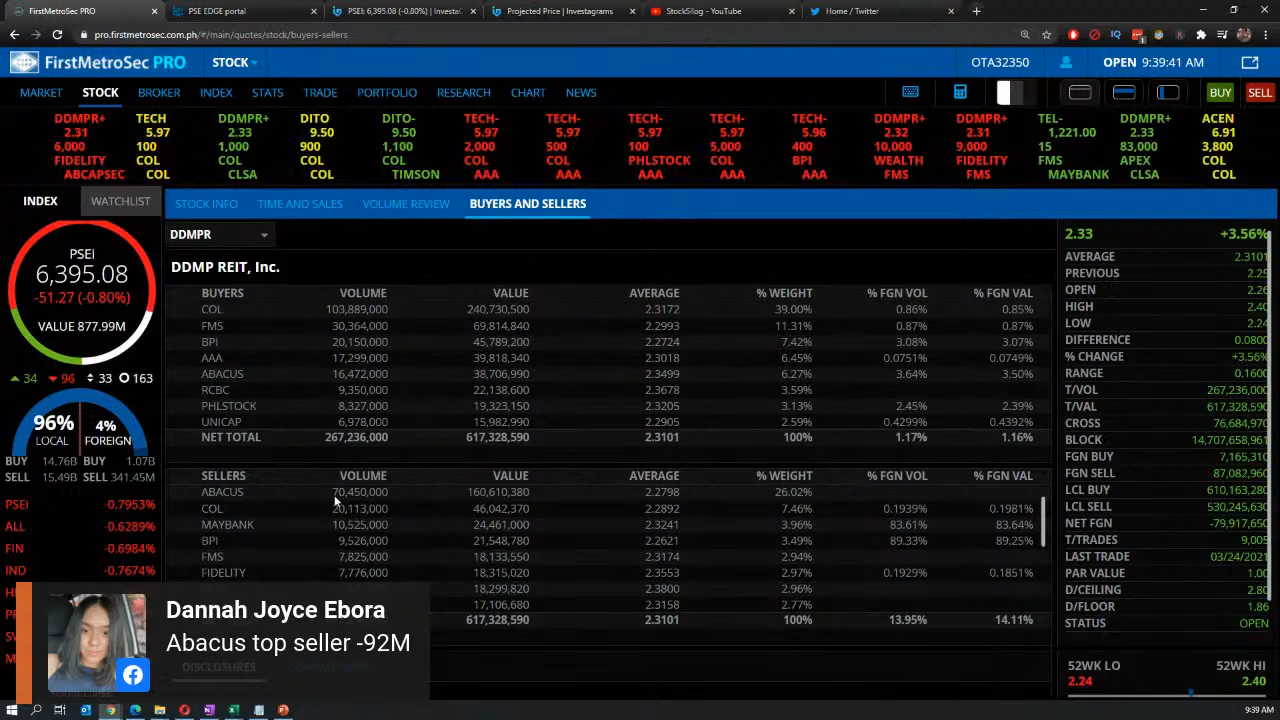 FirstMetroSec PRO
PSE EDGE portal
PSEi: 6,395.08 (-0.80%) | Investa
Projected Price | Investagrams
StockSilog - YouTube
Home / Twitter
pro.firstmetrosec.com.ph/#/main/quotes/stock/buyers-sellers
FirstMetroSec PRO
STOCK
OTA32350
OPEN 9:39:41 AM
MARKET STOCK BROKER INDEX STATS TRADE PORTFOLIO RESEARCH CHART NEWS
BUY SELL
DDMPR+ TECH DDMPR+ DITO DITO- TECH- TECH- TECH- TECH- TECH- DDMPR+ DDMPR+ TEL- DDMPR+ ACEN
2.31 5.97 2.33 9.50 9.50 5.97 5.97 5.97 5.97 5.96 2.32 2.31 1,221.00 2.33 6.91
6,000 100 1,000 900 1,100 2,000 500 100 5,000 400 10,000 9,000 15 83,000 3,800
FIDELITY COL COL COL COL COL COL PHLSTOCK COL BPI WEALTH FIDELITY FMS APEX COL
ABCAPSEC COL CLSA COL TIMSON AAA AAA AAA AAA AAA FMS FMS MAYBANK CLSA COL
INDEX WATCHLIST
STOCK INFO TIME AND SALES VOLUME REVIEW BUYERS AND SELLERS
PSEI
6,395.08
-51.27 (-0.80%)
VALUE 877.99M
34 96 33 163
96% LOCAL
4% FOREIGN
BUY 14.76B BUY 1.07B
SELL 15.49B SELL 341.45M
PSEI -0.7953%
ALL -0.6289%
FIN -0.6984%
IND -0.7674%
DDMPR
DDMP REIT, Inc.
BUYERS VOLUME VALUE AVERAGE % WEIGHT % FGN VOL % FGN VAL
COL 103,889,000 240,730,500 2.3172 39.00% 0.86% 0.85%
FMS 30,364,000 69,814,840 2.2993 11.31% 0.87% 0.87%
BPI 20,150,000 45,789,200 2.2724 7.42% 3.08% 3.07%
AAA 17,299,000 39,818,340 2.3018 6.45% 0.0751% 0.0749%
ABACUS 16,472,000 38,706,990 2.3499 6.27% 3.64% 3.50%
RCBC 9,350,000 22,138,600 2.3678 3.59%
PHLSTOCK 8,327,000 19,323,150 2.3205 3.13% 2.45% 2.39%
UNICAP 6,978,000 15,982,990 2.2905 2.59% 0.4299% 0.4392%
NET TOTAL 267,236,000 617,328,590 2.3101 100% 1.17% 1.16%
SELLERS VOLUME VALUE AVERAGE % WEIGHT % FGN VOL % FGN VAL
ABACUS 70,450,000 160,610,380 2.2798 26.02%
COL 20,113,000 46,042,370 2.2892 7.46% 0.1939% 0.1981%
MAYBANK 10,525,000 24,461,000 2.3241 3.96% 83.61% 83.64%
BPI 9,526,000 21,548,780 2.2621 3.49% 89.33% 89.25%
FMS 7,825,000 18,133,550 2.3174 2.94%
FIDELITY 7,776,000 18,315,020 2.3553 2.97% 0.1929% 0.1851%
18,299,820 2.3800 2.96%
17,106,680 2.3158 2.77%
617,328,590 2.3101 100% 13.95% 14.11%
DISCLOSURES
2.33 +3.56%
AVERAGE 2.3101
PREVIOUS 2.25
OPEN 2.26
HIGH 2.40
LOW 2.24
DIFFERENCE 0.0800
% CHANGE +3.56%
RANGE 0.1600
T/VOL 267,236,000
T/VAL 617,328,590
CROSS 76,684,970
BLOCK 14,707,658,961
FGN BUY 7,165,310
FGN SELL 87,082,960
LCL BUY 610,163,280
LCL SELL 530,245,630
NET FGN -79,917,650
T/TRADES 9,005
LAST TRADE 03/24/2021
PAR VALUE 1.00
D/CEILING 2.80
D/FLOOR 1.86
STATUS OPEN
52WK LO 52WK HI
2.24 2.40
Dannah Joyce Ebora
Abacus top seller -92M
9:39 AM